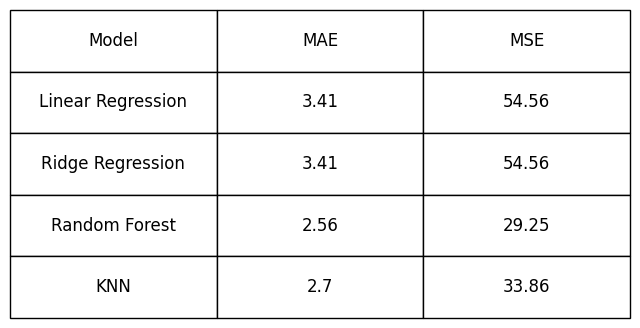 Model MAE MSE
Linear Regression 3.41 54.56
Ridge Regression 3.41 54.56
Random Forest 2.56 29.25
KNN 2.7 33.86